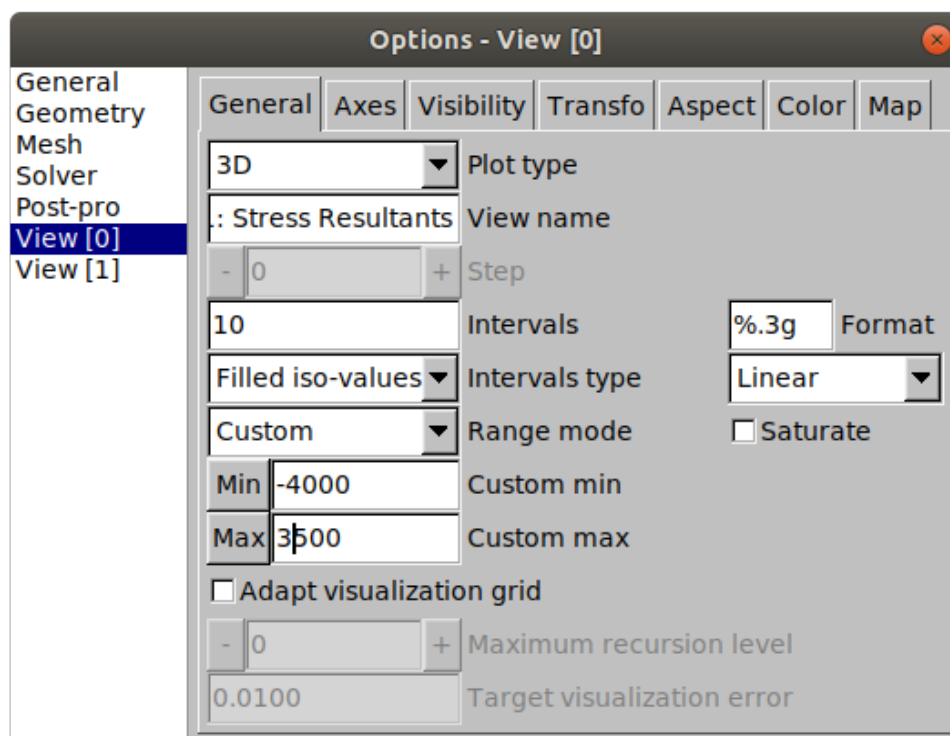 Options - View [0]
General
Geometry
Mesh
Solver
Post-pro
View [0]
View [1]
General Axes Visibility Transfo Aspect Color Map
3D Plot type
.: Stress Resultants View name
- 0 + Step
10 Intervals %.3g Format
Filled iso-values Intervals type Linear
Custom Range mode Saturate
Min -4000 Custom min
Max 3500 Custom max
Adapt visualization grid
- 0 + Maximum recursion level
0.0100 Target visualization error